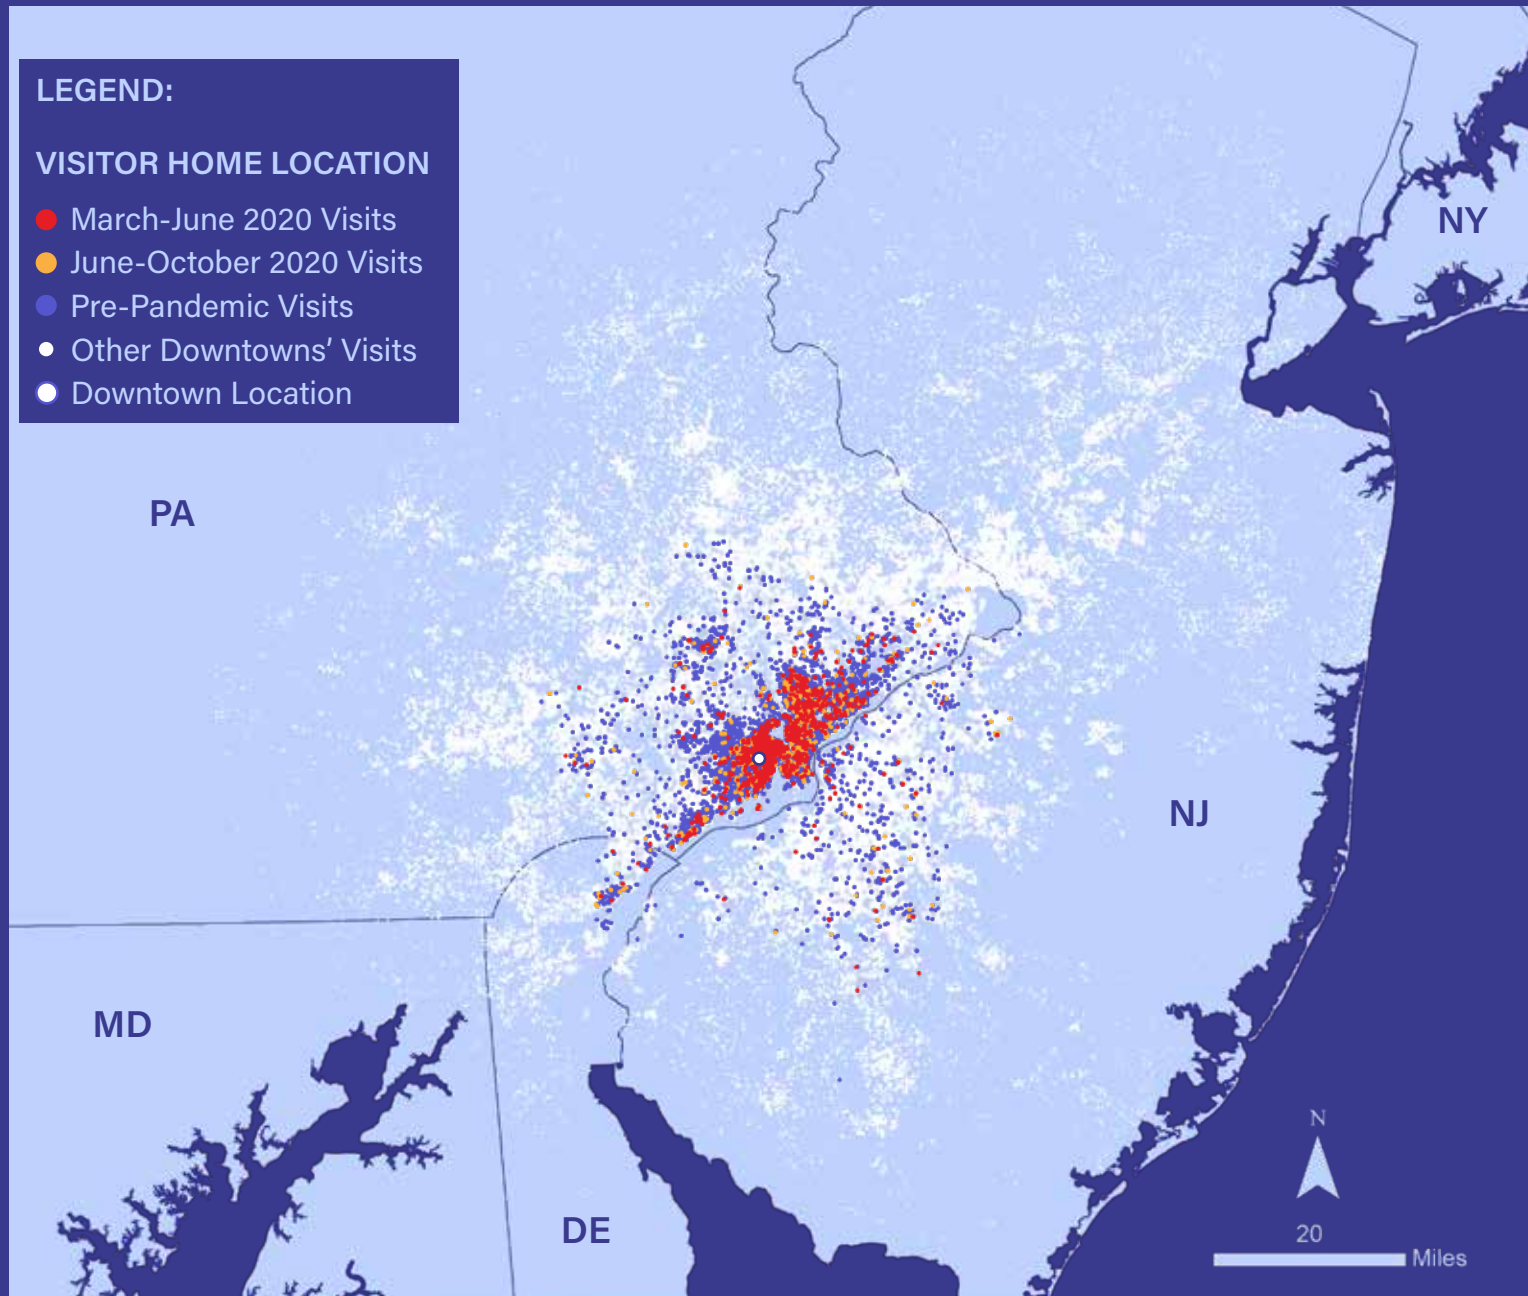 LEGEND:
VISITOR HOME LOCATION
March-June 2020 Visits
June-October 2020 Visits
Pre-Pandemic Visits
Other Downtowns’ Visits
Downtown Location
NY
PA
NJ
MD
DE
N
20
Miles